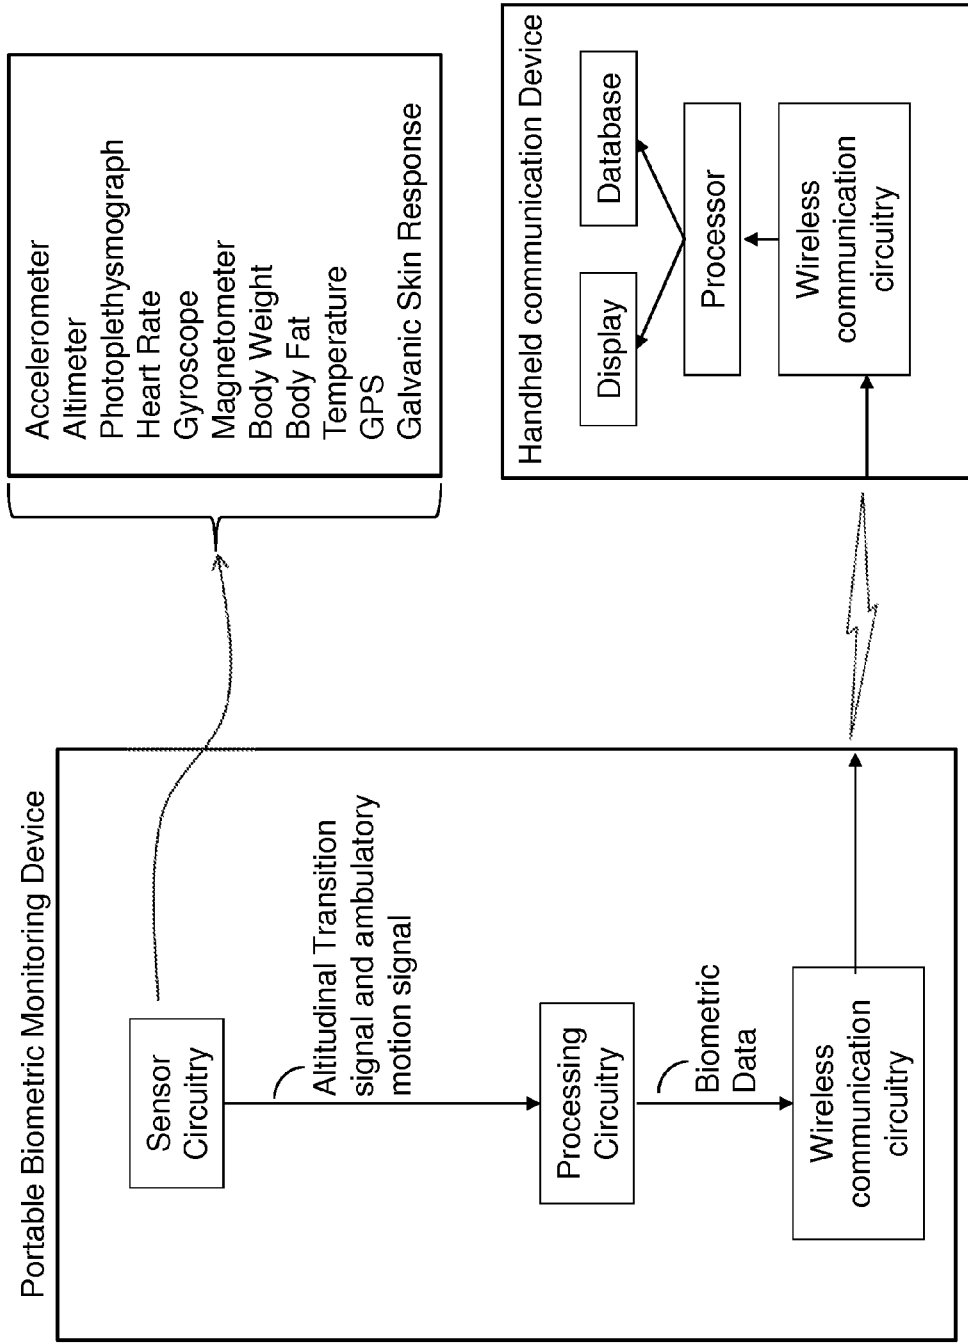 Portable Biometric Monitoring Device
Sensor
Circuitry
Altitudinal Transition
signal and ambulatory
motion signal
Processing
Circuitry
Biometric
Data
Wireless
communication
circuitry
Accelerometer
Altimeter
Photoplethysmograph
Heart Rate
Gyroscope
Magnetometer
Body Weight
Body Fat
Temperature
GPS
Galvanic Skin Response
Handheld communication Device
Display
Database
Processor
Wireless
communication
circuitry